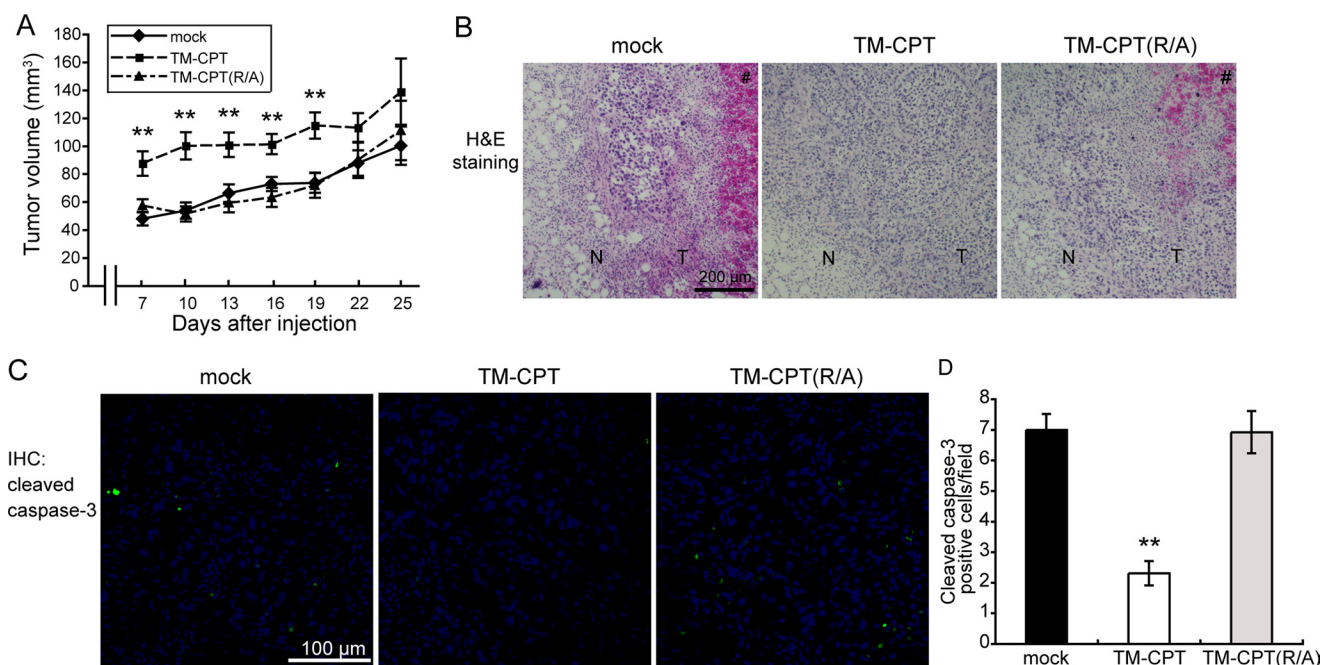 A
mock
TM-CPT
TM-CPT(R/A)
Tumor volume (mm³)
180
160
140
120
100
80
60
40
20
0
**
**
**
**
**
7
10
13
16
19
22
25
Days after injection
B
mock
TM-CPT
TM-CPT(R/A)
H&E
staining
#
#
N
T
N
T
N
T
200 µm
C
mock
TM-CPT
TM-CPT(R/A)
IHC:
cleaved
caspase-3
100 µm
D
Cleaved caspase-3
positive cells/field
8
7
6
5
4
3
2
1
0
**
mock
TM-CPT
TM-CPT(R/A)